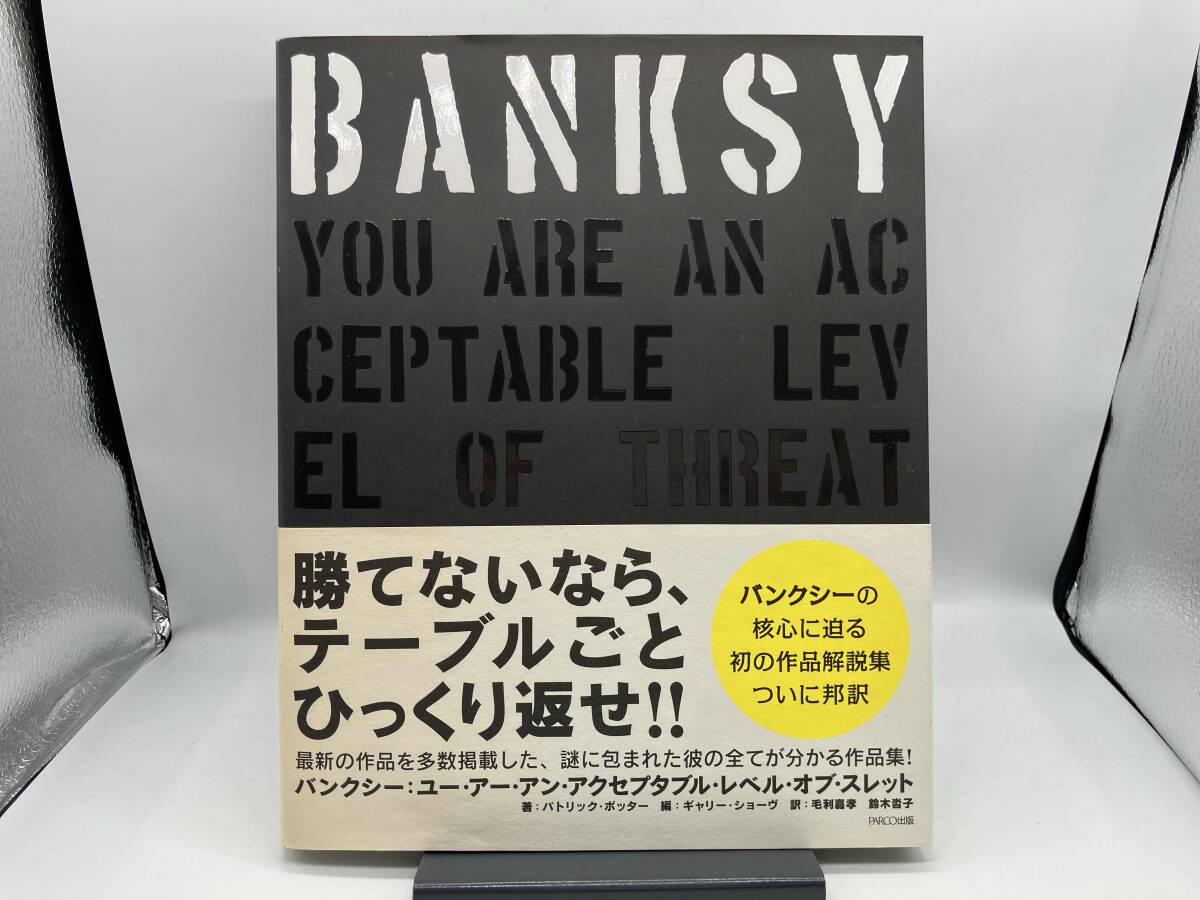 BANKSY
YOU ARE AN AC
CEPTABLE LEV
EL OF THREAT
勝てないなら、
テーブルごと
ひっくり返せ!!
バンクシーの
核心に迫る
初の作品解説集
ついに邦訳
最新の作品を多数掲載した、謎に包まれた彼の全てが分かる作品集!
バンクシー:ユー・アー・アン・アクセプタブル・レベル・オブ・スレット
著:パトリック・ポッター 編:ギャリー・ショーヴ 訳:毛利嘉孝 鈴木沓子
PARCO出版